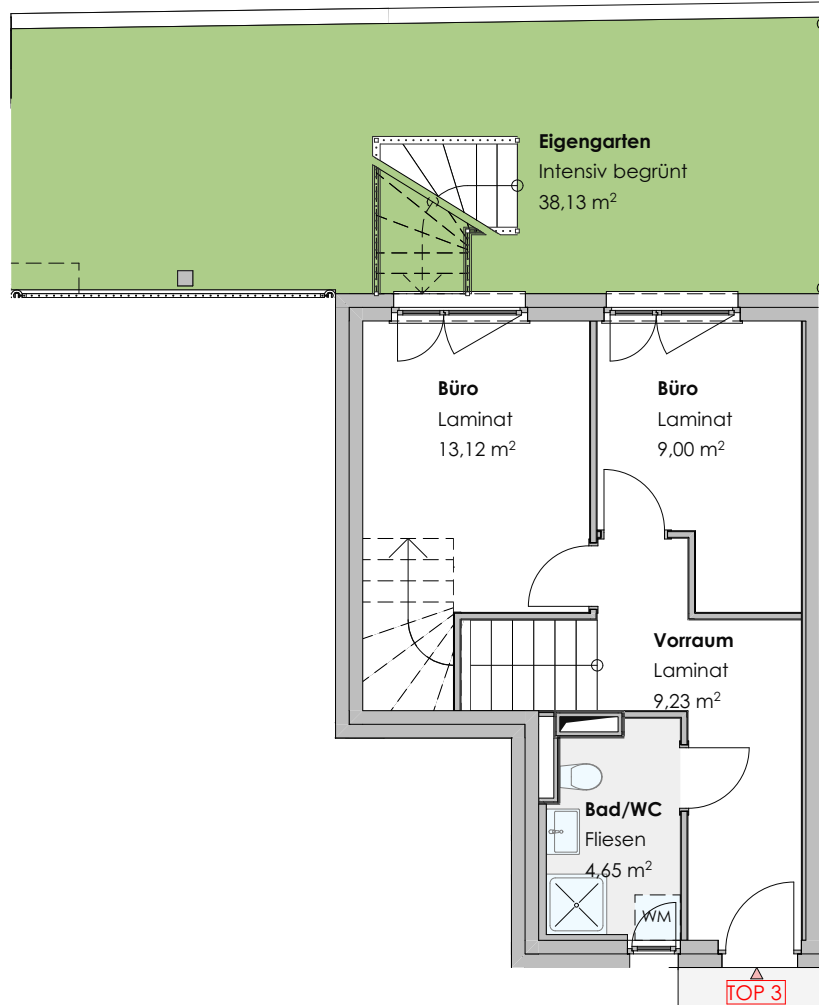 Eigengarten
Intensiv begrünt
38,13 m²
Büro
Laminat
13,12 m²
Büro
Laminat
9,00 m²
Vorraum
Laminat
9,23 m²
Bad/WC
Fliesen
4,65 m²
WM
TOP 3